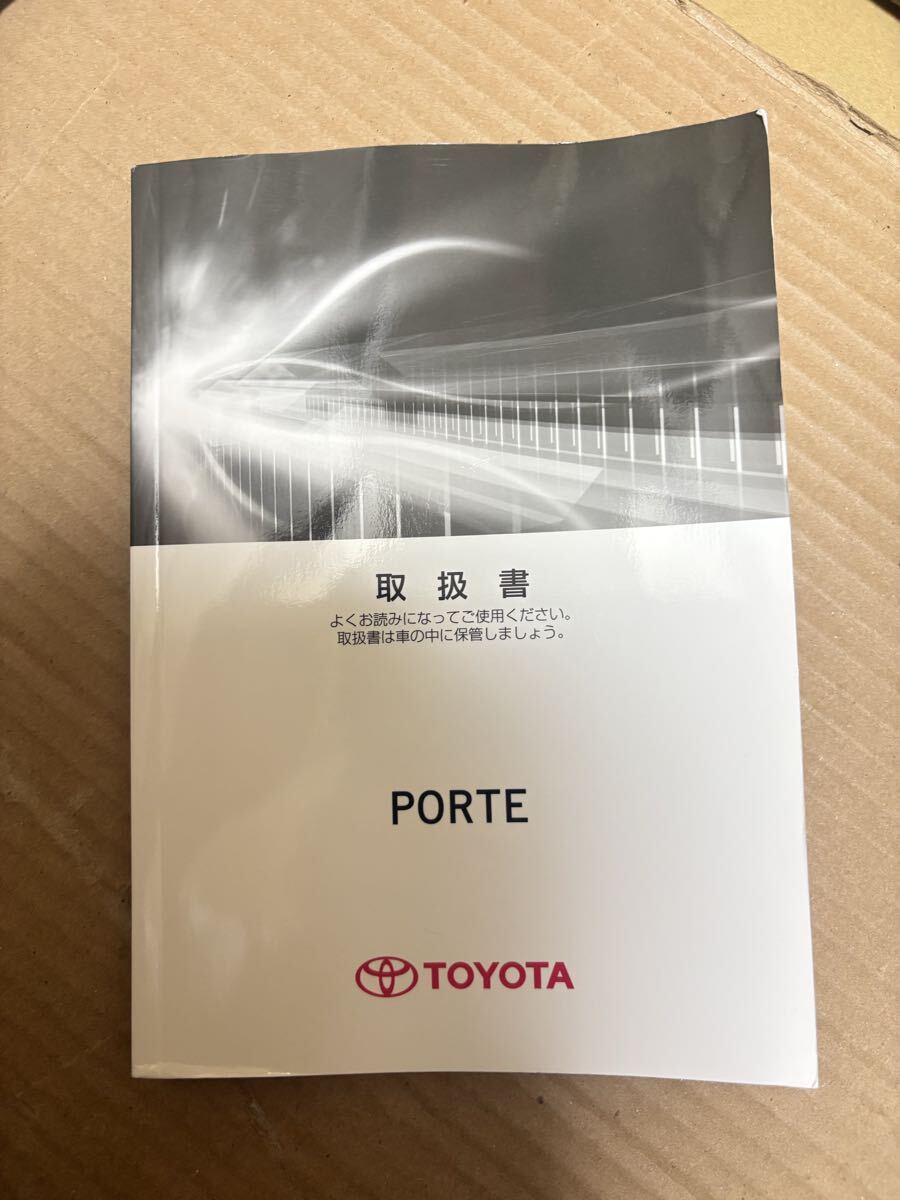 取扱書
よくお読みになってご使用ください。
取扱書は車の中に保管しましょう。
PORTE
TOYOTA